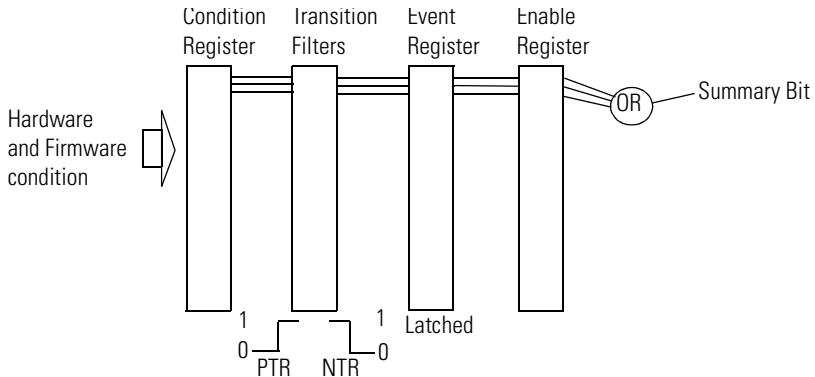 Condition
Register
Transition
Filters
Event
Register
Enable
Register
OR
Summary Bit
Hardware
and Firmware
condition
1
0
PTR
NTR
1
0
Latched